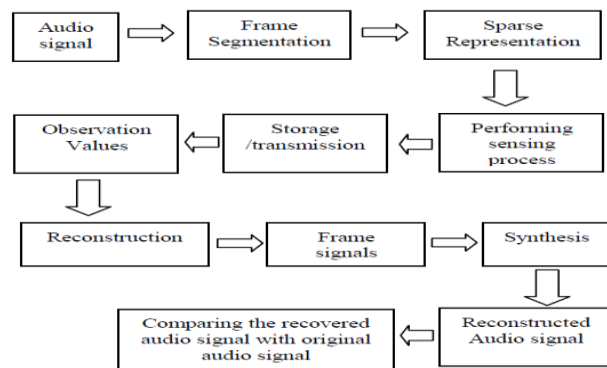 Audio
signal
Frame
Segmentation
Sparse
Representation
Performing
sensing
process
Storage
/transmission
Observation
Values
Reconstruction
Frame
signals
Synthesis
Reconstructed
Audio signal
Comparing the recovered
audio signal with original
audio signal